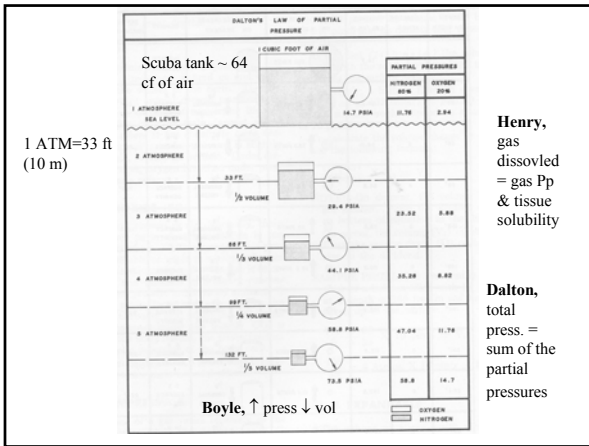 DALTON'S LAW OF PARTIAL
PRESSURE
Scuba tank ~ 64
cf of air
1 CUBIC FOOT OF AIR
PARTIAL PRESSURES
NITROGEN
80%
OXYGEN
20%
1 ATMOSPHERE
SEA LEVEL
14.7 PSIA
11.76
2.94
1 ATM=33 ft
(10 m)
2 ATMOSPHERE
33 FT.
1/2 VOLUME
29.4 PSIA
23.52
5.88
3 ATMOSPHERE
66 FT.
1/3 VOLUME
44.1 PSIA
35.28
8.82
4 ATMOSPHERE
99 FT.
1/4 VOLUME
58.8 PSIA
47.04
11.76
5 ATMOSPHERE
132 FT.
1/5 VOLUME
73.5 PSIA
58.8
14.7
Boyle, ↑ press ↓ vol
OXYGEN
NITROGEN
Henry,
gas
dissovled
= gas Pp
& tissue
solubility
Dalton,
total
press. =
sum of the
partial
pressures